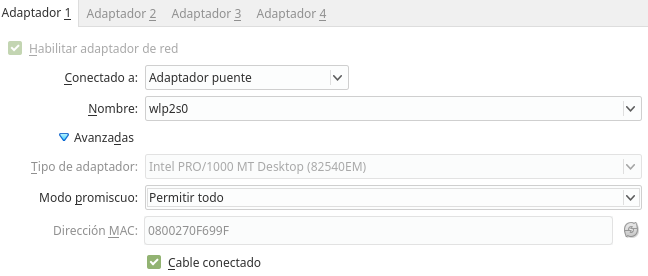 Adaptador 1 Adaptador 2 Adaptador 3 Adaptador 4
Habilitar adaptador de red
Conectado a: Adaptador puente
Nombre: wlp2s0
Avanzadas
Tipo de adaptador: Intel PRO/1000 MT Desktop (82540EM)
Modo promiscuo: Permitir todo
Dirección MAC: 0800270F699F
Cable conectado